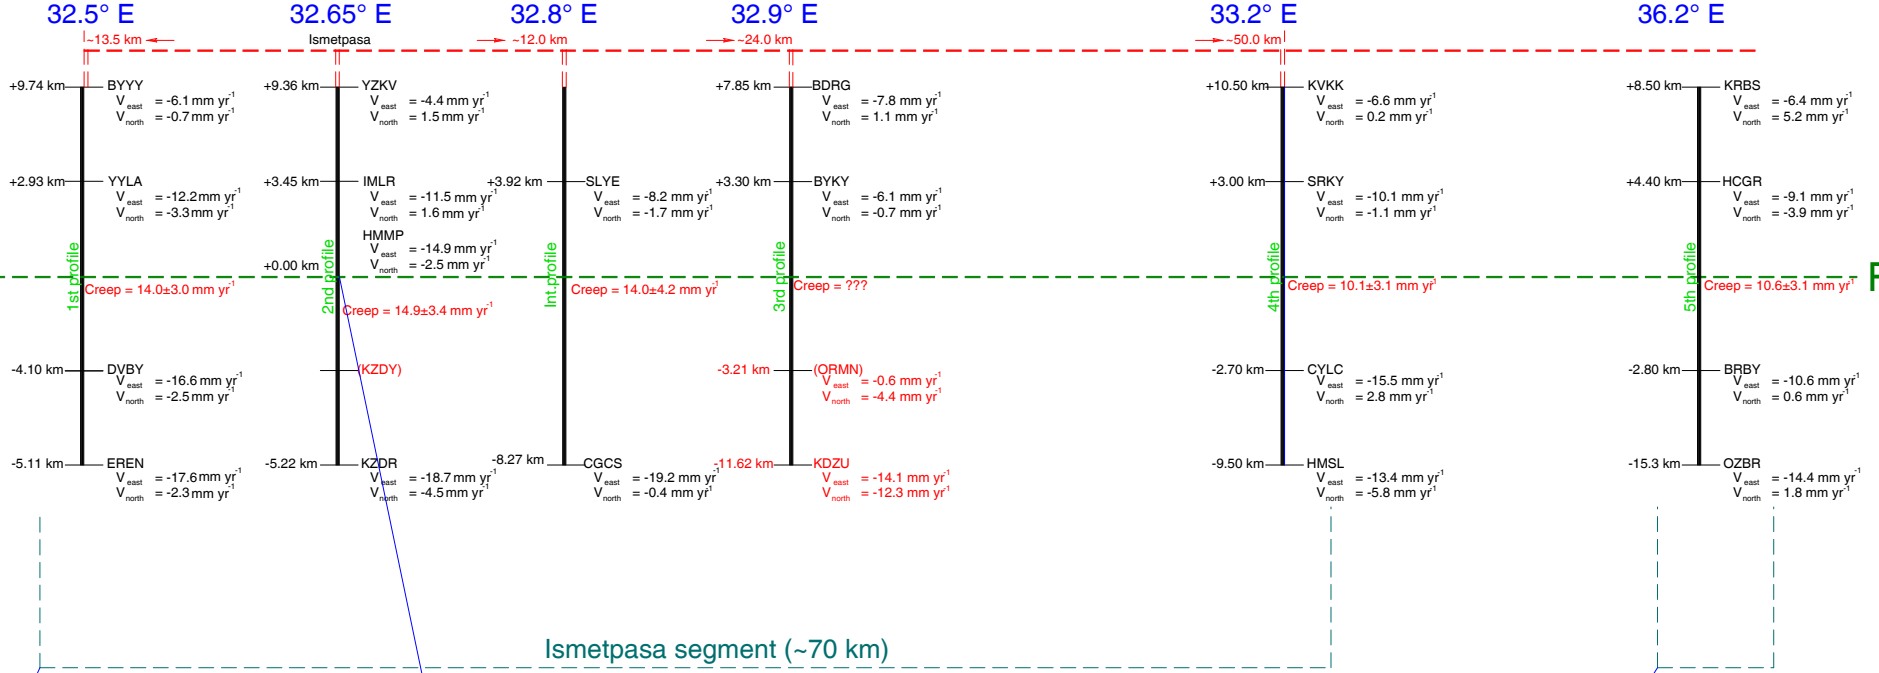 32.5° E 32.65° E 32.8° E 32.9° E 33.2° E 36.2° E
~13.5 km Ismetpasa ~12.0 km ~24.0 km ~50.0 km
+9.74 km BYYY
V east = -6.1 mm yr-1
V north = -0.7 mm yr-1
+2.93 km YYLA
V east = -12.2 mm yr-1
V north = -3.3 mm yr-1
1st profile
Creep = 14.0±3.0 mm yr-1
-4.10 km DVBY
V east = -16.6 mm yr-1
V north = -2.5 mm yr-1
-5.11 km EREN
V east = -17.6 mm yr-1
V north = -2.3 mm yr-1
+9.36 km YZKV
V east = -4.4 mm yr-1
V north = 1.5 mm yr-1
+3.45 km IMLR
V east = -11.5 mm yr-1
V north = 1.6 mm yr-1
HMMP
V east = -14.9 mm yr-1
+0.00 km V north = -2.5 mm yr-1
2nd profile
Creep = 14.9±3.4 mm yr-1
(KZDY)
-5.22 km KZDR
V east = -18.7 mm yr-1
V north = -4.5 mm yr-1
+3.92 km SLYE
V east = -8.2 mm yr-1
V north = -1.7 mm yr-1
Int.profile
Creep = 14.0±4.2 mm yr-1
-8.27 km CGCS
V east = -19.2 mm yr-1
V north = -0.4 mm yr-1
+7.85 km BDRG
V east = -7.8 mm yr-1
V north = 1.1 mm yr-1
+3.30 km BYKY
V east = -6.1 mm yr-1
V north = -0.7 mm yr-1
3rd profile
Creep = ???
-3.21 km (ORMN)
V east = -0.6 mm yr-1
V north = -4.4 mm yr-1
-11.62 km KDZU
V east = -14.1 mm yr-1
V north = -12.3 mm yr-1
+10.50 km KVKK
V east = -6.6 mm yr-1
V north = 0.2 mm yr-1
+3.00 km SRKY
V east = -10.1 mm yr-1
V north = -1.1 mm yr-1
4th profile
Creep = 10.1±3.1 mm yr-1
-2.70 km CYLC
V east = -15.5 mm yr-1
V north = 2.8 mm yr-1
-9.50 km HMSL
V east = -13.4 mm yr-1
V north = -5.8 mm yr-1
+8.50 km KRBS
V east = -6.4 mm yr-1
V north = 5.2 mm yr-1
+4.40 km HCGR
V east = -9.1 mm yr-1
V north = -3.9 mm yr-1
5th profile
Creep = 10.6±3.1 mm yr-1
-2.80 km BRBY
V east = -10.6 mm yr-1
V north = 0.6 mm yr-1
-15.3 km OZBR
V east = -14.4 mm yr-1
V north = 1.8 mm yr-1
Ismetpasa segment (~70 km)